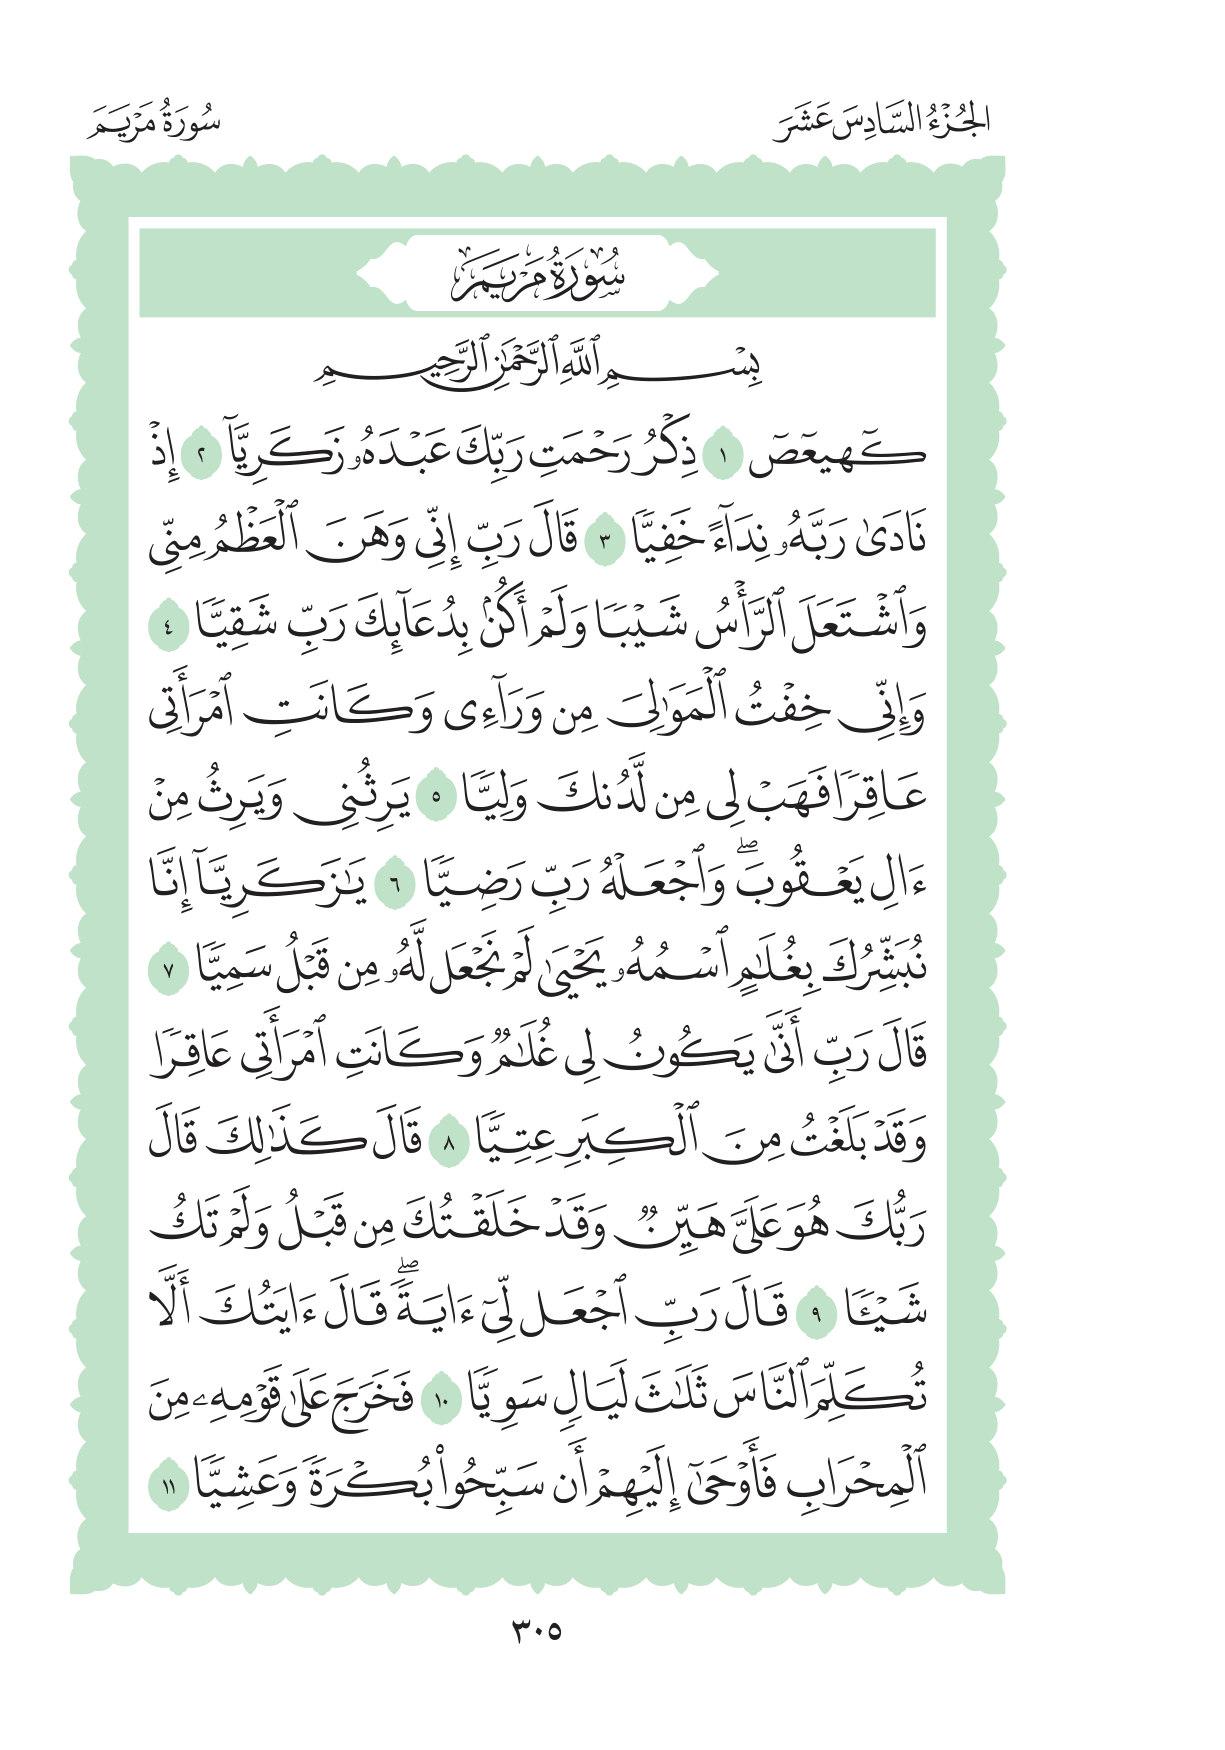 الجُزْءُ السَّادِسَ عَشَرَ
سُورَةُ مَرْيَمَ
سُورَةُ مَرْيَمَ
بِسْمِ ٱللَّهِ ٱلرَّحْمَٰنِ ٱلرَّحِيمِ
كٓهيعٓصٓ ١ ذِكْرُ رَحْمَتِ رَبِّكَ عَبْدَهُۥ زَكَرِيَّآ ٢ إِذْ
نَادَىٰ رَبَّهُۥ نِدَآءً خَفِيًّا ٣ قَالَ رَبِّ إِنِّى وَهَنَ ٱلْعَظْمُ مِنِّى
وَٱشْتَعَلَ ٱلرَّأْسُ شَيْبًا وَلَمْ أَكُنۢ بِدُعَآئِكَ رَبِّ شَقِيًّا ٤
وَإِنِّى خِفْتُ ٱلْمَوَٰلِىَ مِن وَرَآءِى وَكَانَتِ ٱمْرَأَتِى
عَاقِرًا فَهَبْ لِى مِن لَّدُنكَ وَلِيًّا ٥ يَرِثُنِى وَيَرِثُ مِنْ
ءَالِ يَعْقُوبَۖ وَٱجْعَلْهُ رَبِّ رَضِيًّا ٦ يَٰزَكَرِيَّآ إِنَّا
نُبَشِّرُكَ بِغُلَٰمٍ ٱسْمُهُۥ يَحْيَىٰ لَمْ نَجْعَل لَّهُۥ مِن قَبْلُ سَمِيًّا ٧
قَالَ رَبِّ أَنَّىٰ يَكُونُ لِى غُلَٰمٌ وَكَانَتِ ٱمْرَأَتِى عَاقِرًا
وَقَدْ بَلَغْتُ مِنَ ٱلْكِبَرِ عِتِيًّا ٨ قَالَ كَذَٰلِكَ قَالَ
رَبُّكَ هُوَ عَلَىَّ هَيِّنٌ وَقَدْ خَلَقْتُكَ مِن قَبْلُ وَلَمْ تَكُ
شَيْـًٔا ٩ قَالَ رَبِّ ٱجْعَل لِّىٓ ءَايَةًۖ قَالَ ءَايَتُكَ أَلَّا
تُكَلِّمَ ٱلنَّاسَ ثَلَٰثَ لَيَالٍ سَوِيًّا ١٠ فَخَرَجَ عَلَىٰ قَوْمِهِۦ مِنَ
ٱلْمِحْرَابِ فَأَوْحَىٰٓ إِلَيْهِمْ أَن سَبِّحُوا۟ بُكْرَةً وَعَشِيًّا ١١
٣٠٥